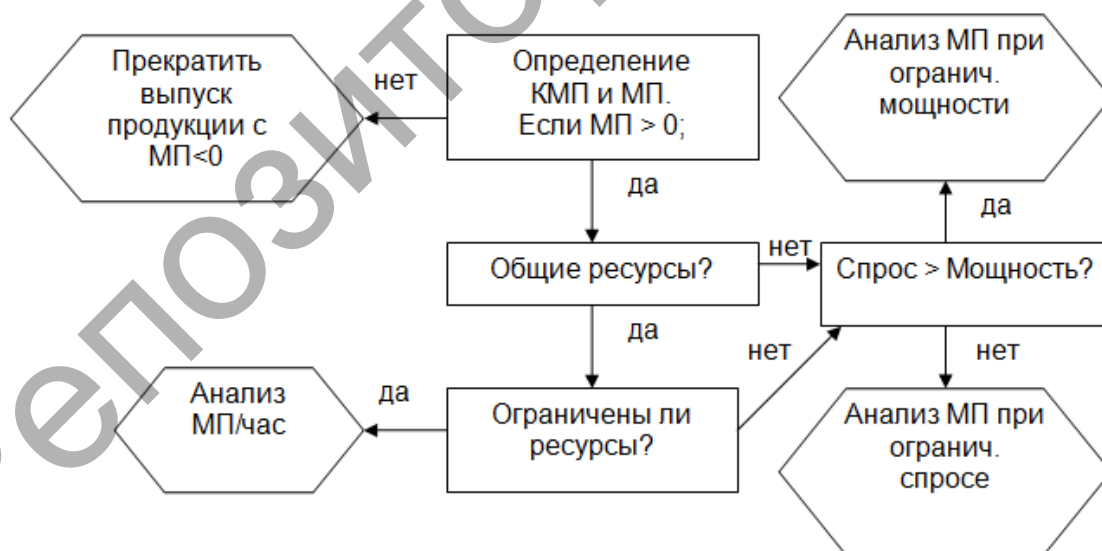 Прекратить
выпуск
продукции с
МП<0
нет
Определение
КМП и МП.
Если МП > 0;
Анализ МП при
огранич.
мощности
да
да
Общие ресурсы?
нет
Спрос > Мощность?
да
нет
нет
Анализ
МП/час
да
Ограничены ли
ресурсы?
Анализ МП при
огранич.
спросе